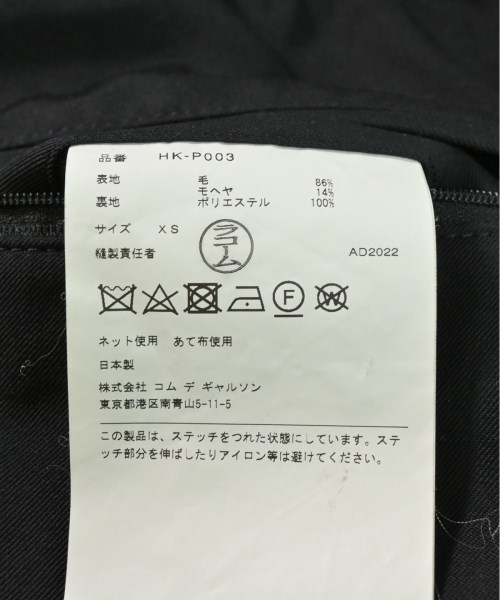 品番 HK-P003
表地 毛 86%
モヘヤ 14%
裏地 ポリエステル 100%
サイズ XS
ラコーム
縫製責任者 AD2022
F W
ネット使用 あて布使用
日本製
株式会社 コム デ ギャルソン
東京都港区南青山5-11-5
この製品は、ステッチをつれた状態にしています。ステ
ッチ部分を伸ばしたりアイロン等は避けてください。